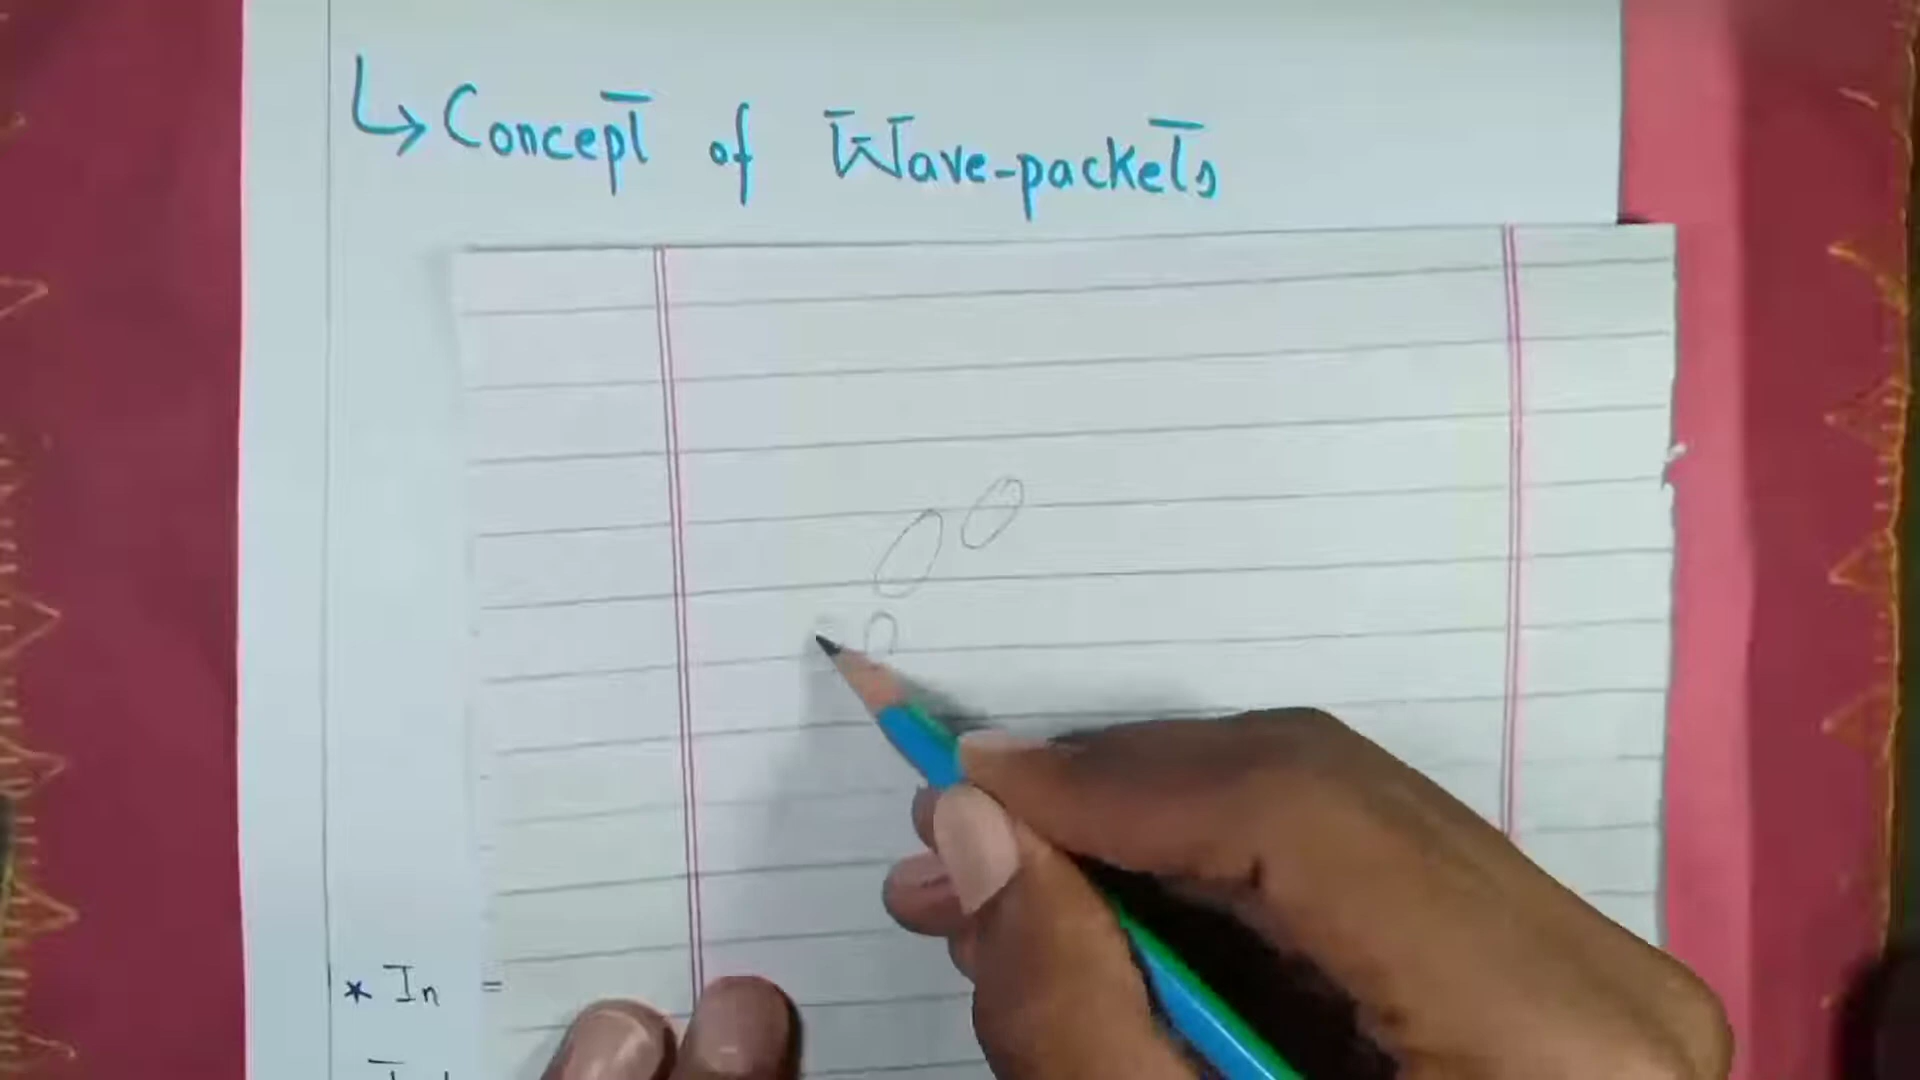 ↳ Concept of Wave-packets
* In =